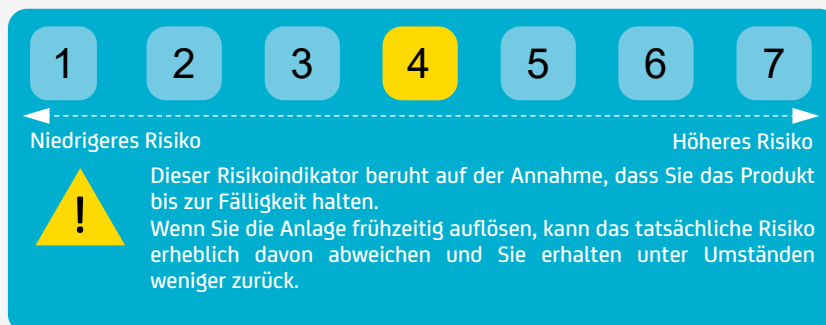 1 2 3 4 5 6 7
Niedrigeres Risiko Höheres Risiko
!
Dieser Risikoindikator beruht auf der Annahme, dass Sie das Produkt
bis zur Fälligkeit halten.
Wenn Sie die Anlage frühzeitig auflösen, kann das tatsächliche Risiko
erheblich davon abweichen und Sie erhalten unter Umständen
weniger zurück.